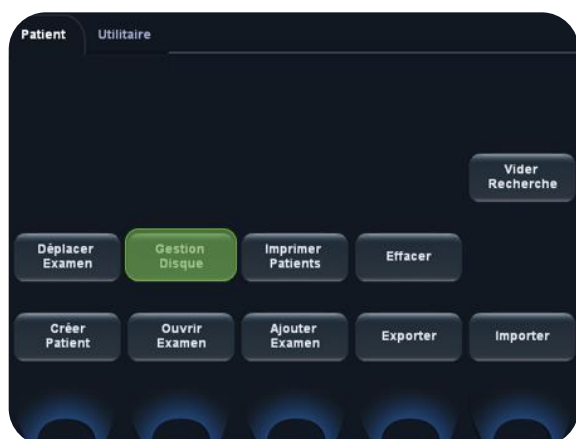 Patient Utilitaire
Vider
Recherche
Déplacer
Examen
Gestion
Disque
Imprimer
Patients
Effacer
Créer
Patient
Ouvrir
Examen
Ajouter
Examen
Exporter
Importer